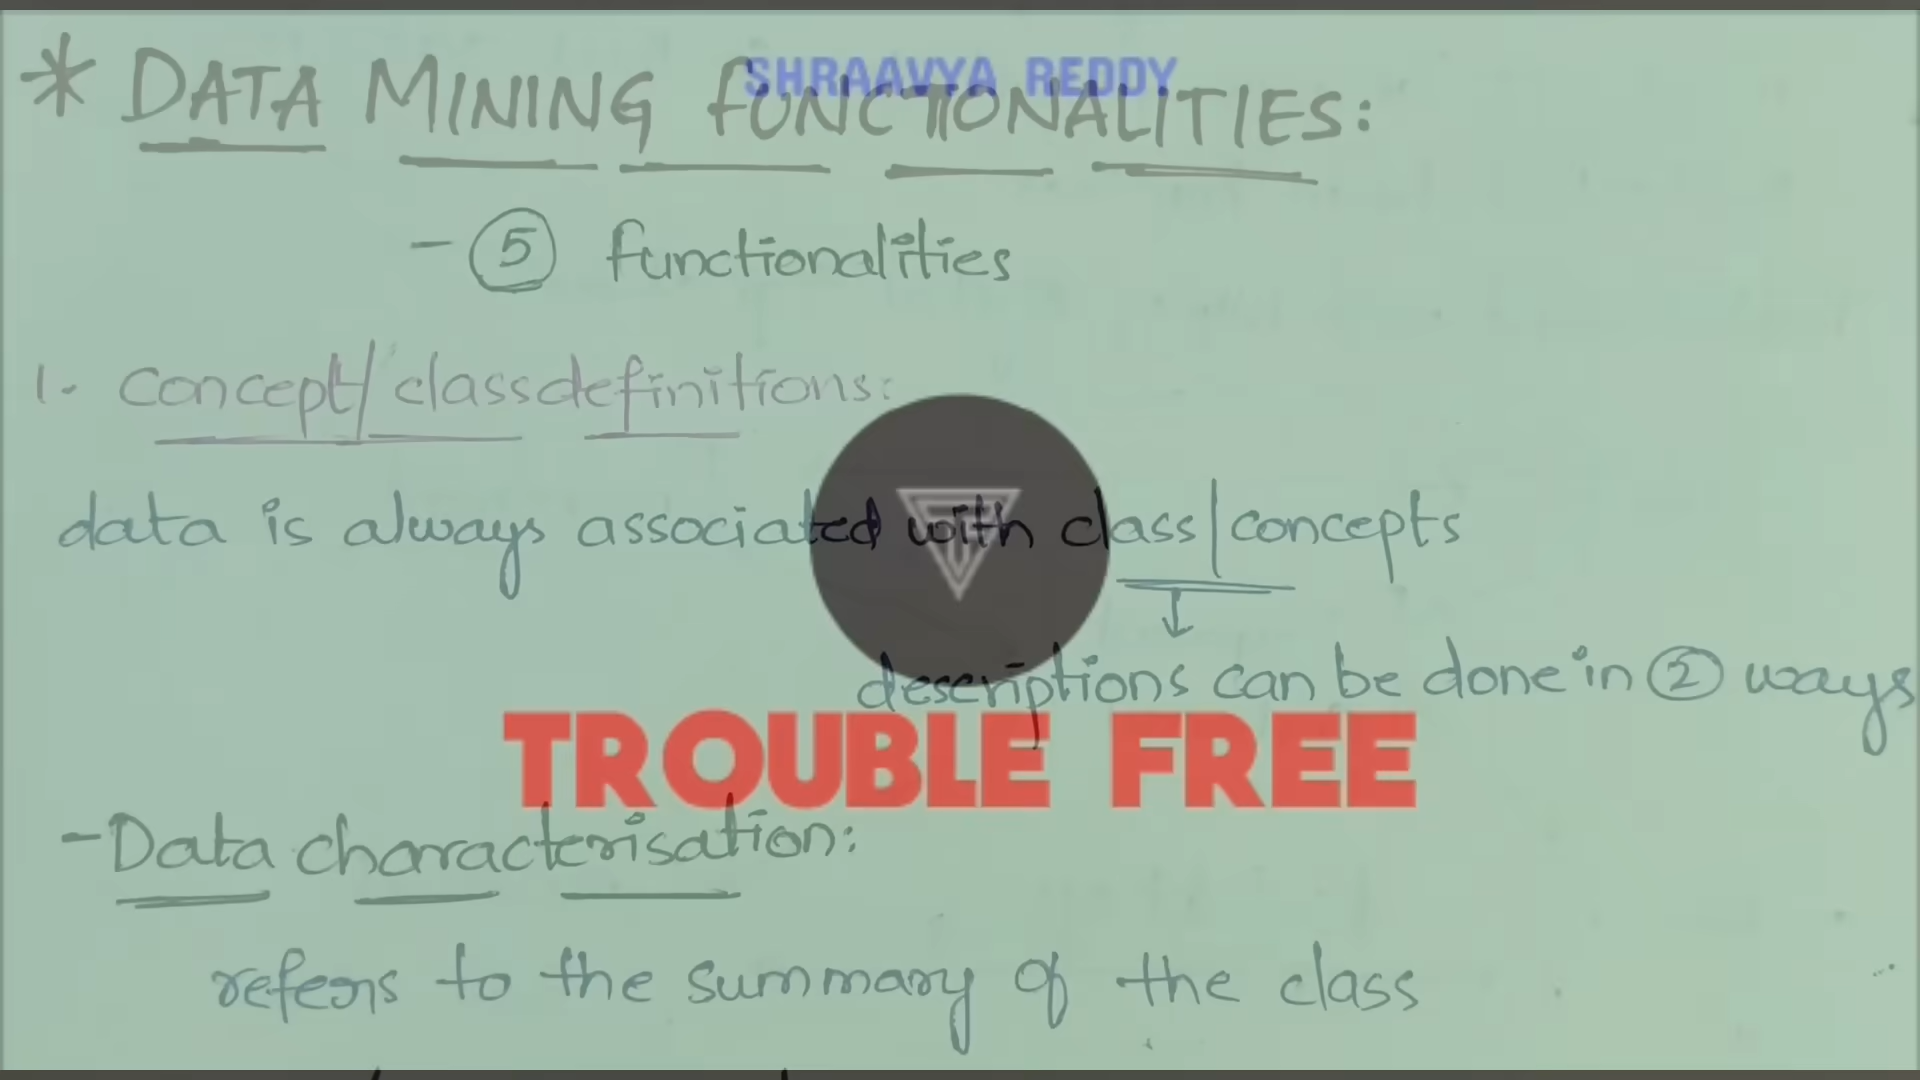 SHRAAVYA REDDY
* DATA MINING FUNCTIONALITIES:
- 5 functionalities
1. Concept/class definitions:
data is always associated with class/concepts
↓
descriptions can be done in 2 ways
TROUBLE FREE
- Data characterisation:
refers to the summary of the class